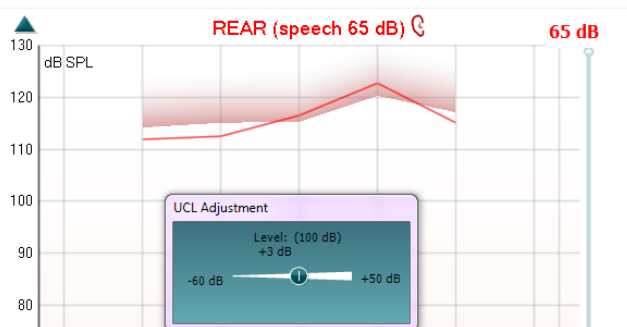 REAR (speech 65 dB)
65 dB
130
dB SPL
120
110
100
90
80
UCL Adjustment
Level: (100 dB)
+3 dB
-60 dB
+50 dB